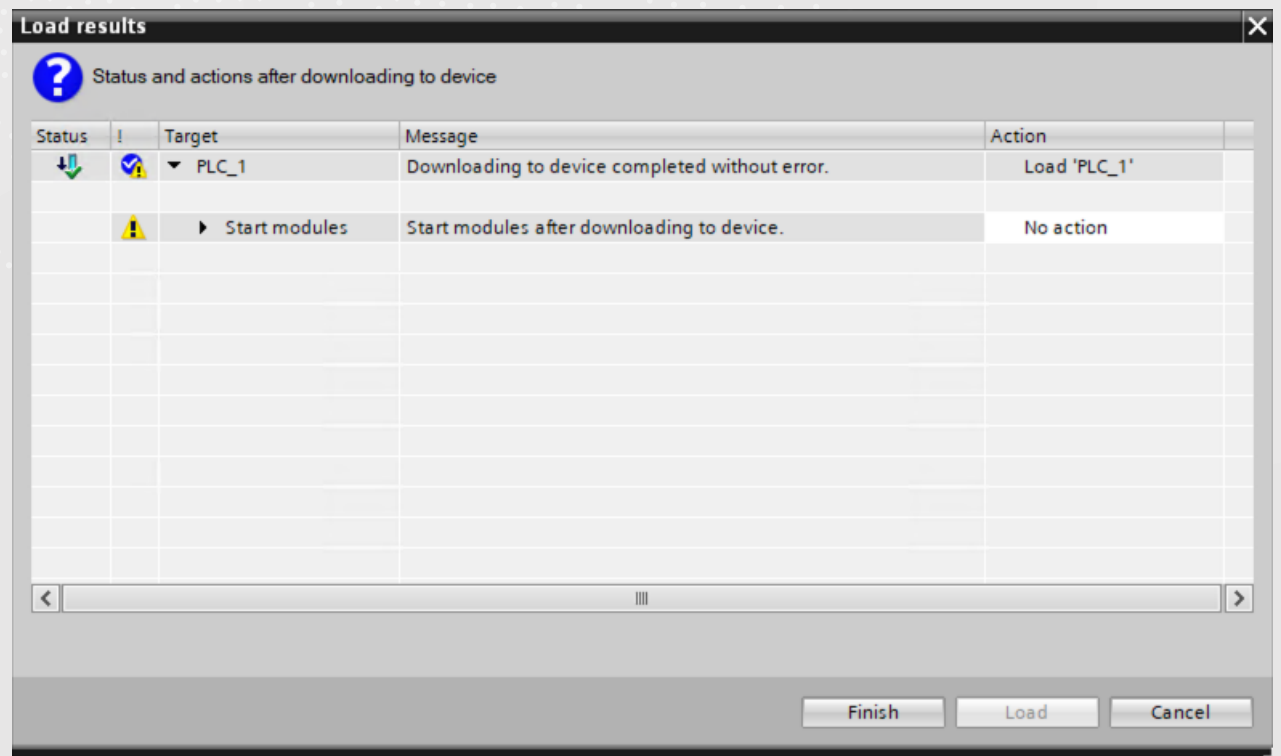 Load results
Status and actions after downloading to device
Status ! Target Message Action
PLC_1 Downloading to device completed without error. Load 'PLC_1'
Start modules Start modules after downloading to device. No action
Finish Load Cancel